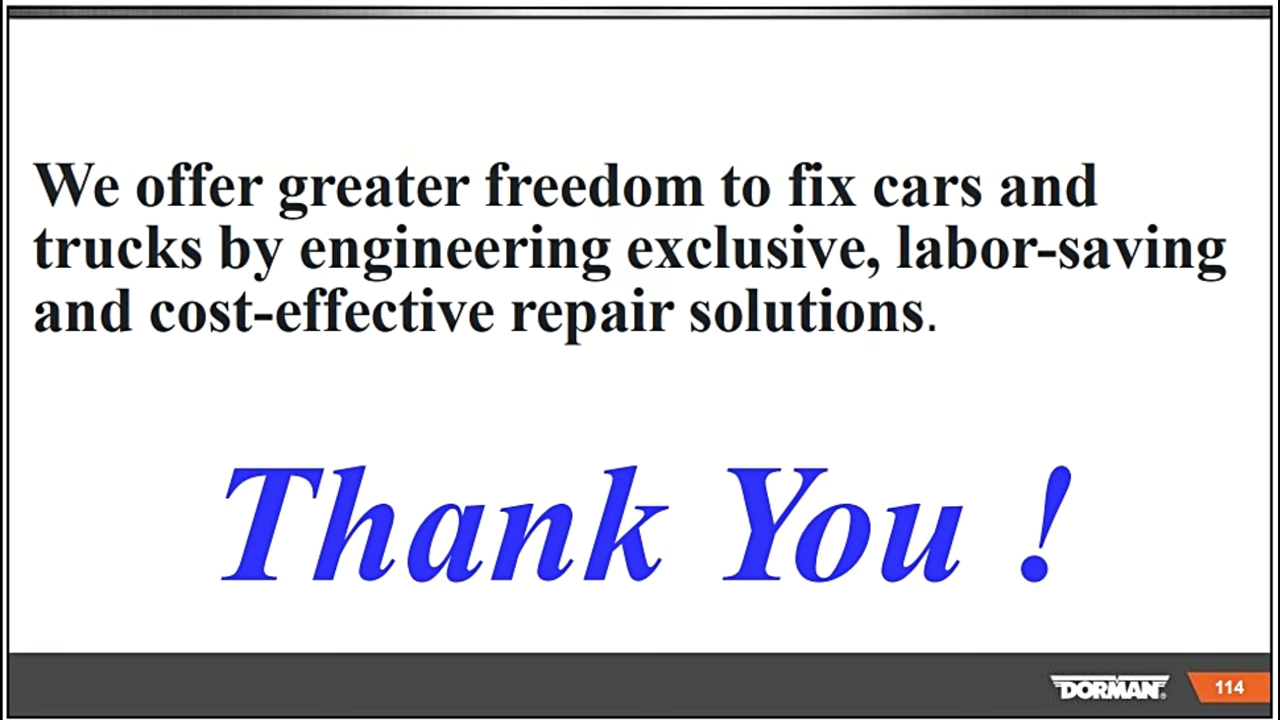 We offer greater freedom to fix cars and
trucks by engineering exclusive, labor-saving
and cost-effective repair solutions.
Thank You !
DORMAN®
114